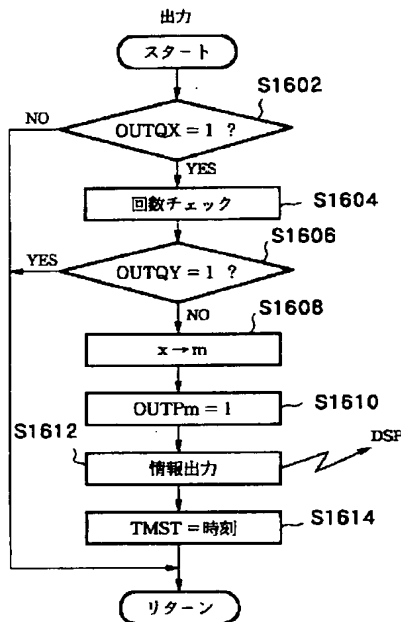 出力
スタート
S1602
NO
OUTQX = 1 ?
YES
回数チェック
S1604
S1606
YES
OUTQY = 1 ?
NO
S1608
x→m
OUTPm = 1
S1610
S1612
DSP
情報出力
TMST = 時刻
S1614
リターン